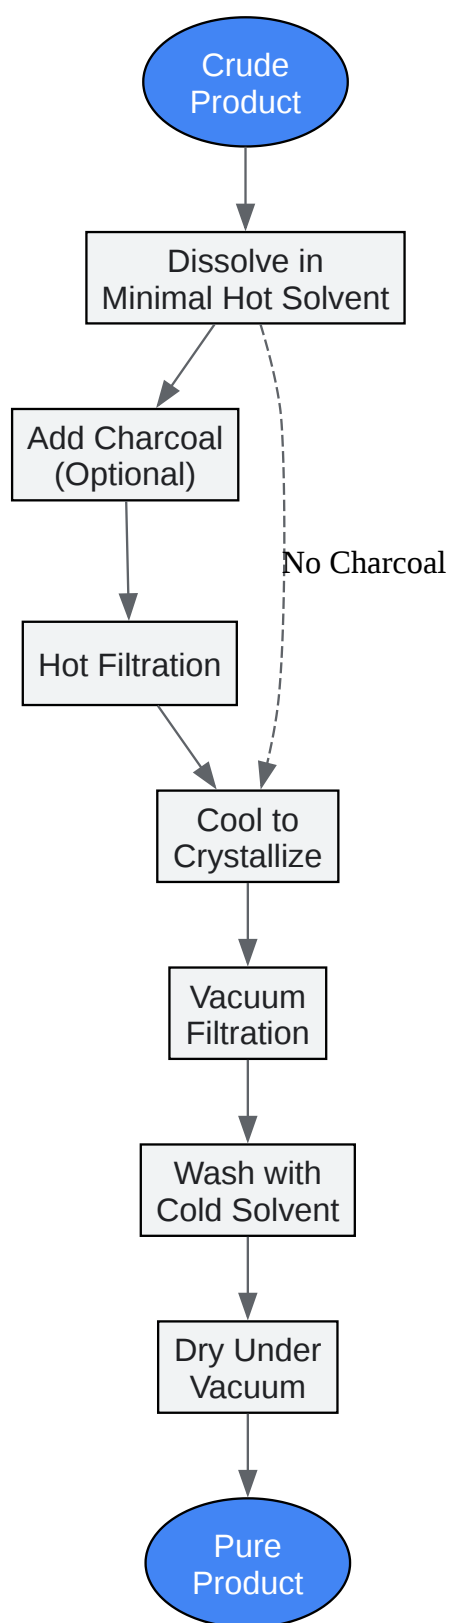 Crude
Product
Dissolve in
Minimal Hot Solvent
Add Charcoal
(Optional)
No Charcoal
Hot Filtration
Cool to
Crystallize
Vacuum
Filtration
Wash with
Cold Solvent
Dry Under
Vacuum
Pure
Product